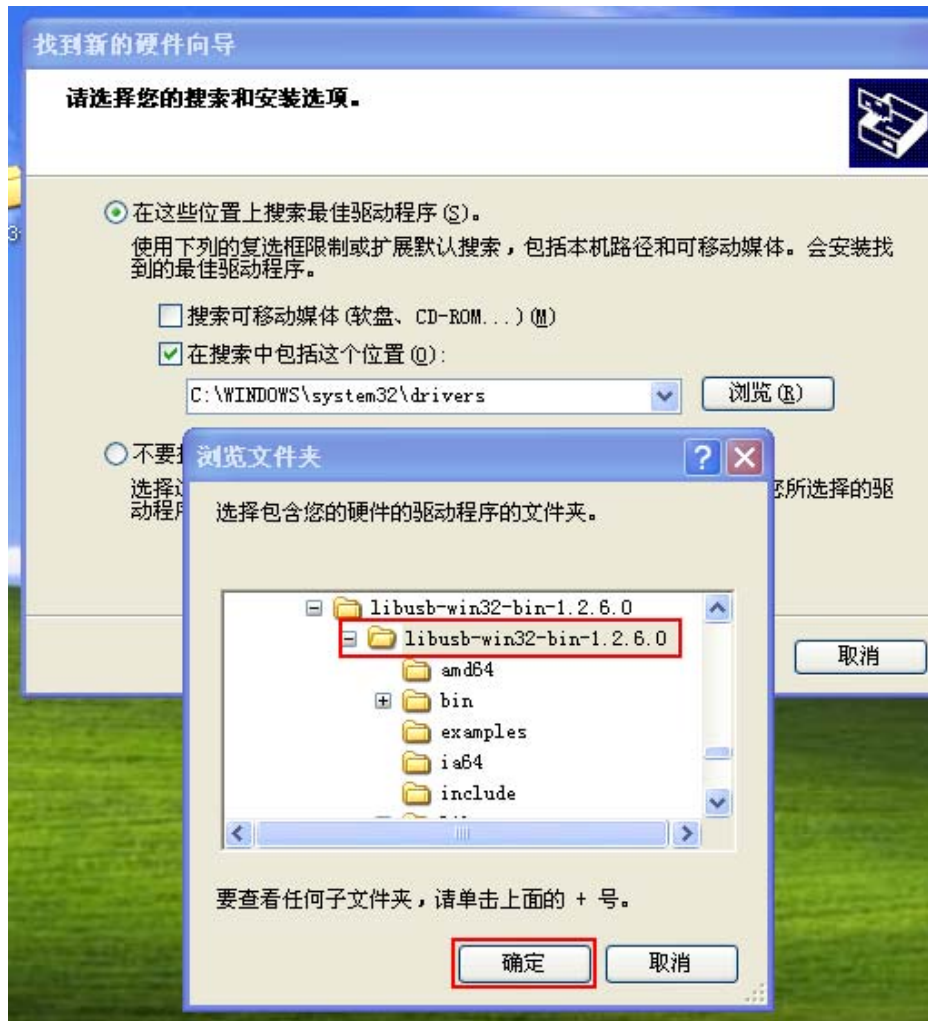 找到新的硬件向导
请选择您的搜索和安装选项。
在这些位置上搜索最佳驱动程序(S)。
使用下列的复选框限制或扩展默认搜索，包括本机路径和可移动媒体。会安装找
到的最佳驱动程序。
搜索可移动媒体(软盘、CD-ROM...)(M)
在搜索中包括这个位置(O):
C:\WINDOWS\system32\drivers
浏览(R)
不要
选择
您所选择的驱
动程序
浏览文件夹
选择包含您的硬件的驱动程序的文件夹。
libusb-win32-bin-1.2.6.0
libusb-win32-bin-1.2.6.0
amd64
bin
examples
ia64
include
要查看任何子文件夹，请单击上面的 + 号。
确定
取消
取消